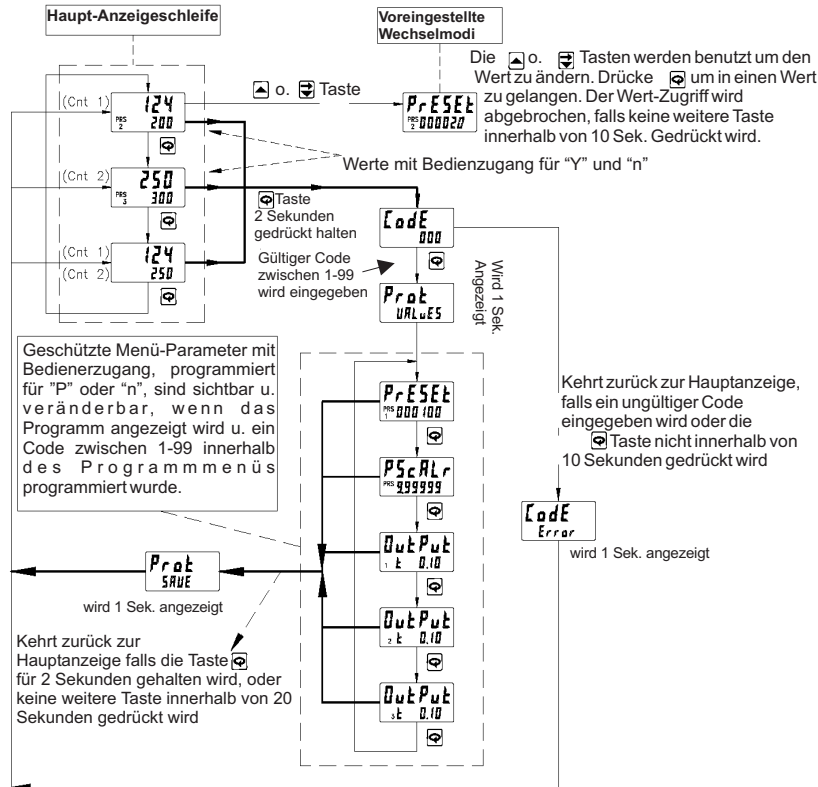 Haupt-Anzeigeschleife
Voreingestellte
Wechselmodi
Die o. Tasten werden benutzt um den
Wert zu ändern. Drücke um in einen Wert
zu gelangen. Der Wert-Zugriff wird
abgebrochen, falls keine weitere Taste
innerhalb von 10 Sek. Gedrückt wird.
o. Taste
(Cnt 1)
124
PRS
2
200
PrESEt
PRS
2
000020
Werte mit Bedienzugang für "Y" und "n"
(Cnt 2)
250
PRS
3
300
Taste
2 Sekunden
gedrückt halten
CodE
000
(Cnt 1)
(Cnt 2)
124
250
Gültiger Code
zwischen 1-99
wird eingegeben
Wird 1 Sek.
Angezeigt
Prot
VALuES
Geschützte Menü-Parameter mit
Bedienerzugang, programmiert
für "P" oder "n", sind sichtbar u.
veränderbar, wenn das
Programm angezeigt wird u. ein
Code zwischen 1-99 innerhalb
des Programmmenüs
programmiert wurde.
PrESEt
PRS
1
000100
Kehrt zurück zur Hauptanzeige,
falls ein ungültiger Code
eingegeben wird oder die
Taste nicht innerhalb von
10 Sekunden gedrückt wird
PScALr
PRS
9.99999
CodE
Error
wird 1 Sek. angezeigt
OutPut
1 t 0.10
Prot
SAVE
wird 1 Sek. angezeigt
OutPut
2 t 0.10
Kehrt zurück zur
Hauptanzeige falls die Taste
für 2 Sekunden gehalten wird, oder
keine weitere Taste innerhalb von 20
Sekunden gedrückt wird
OutPut
3 t 0.10